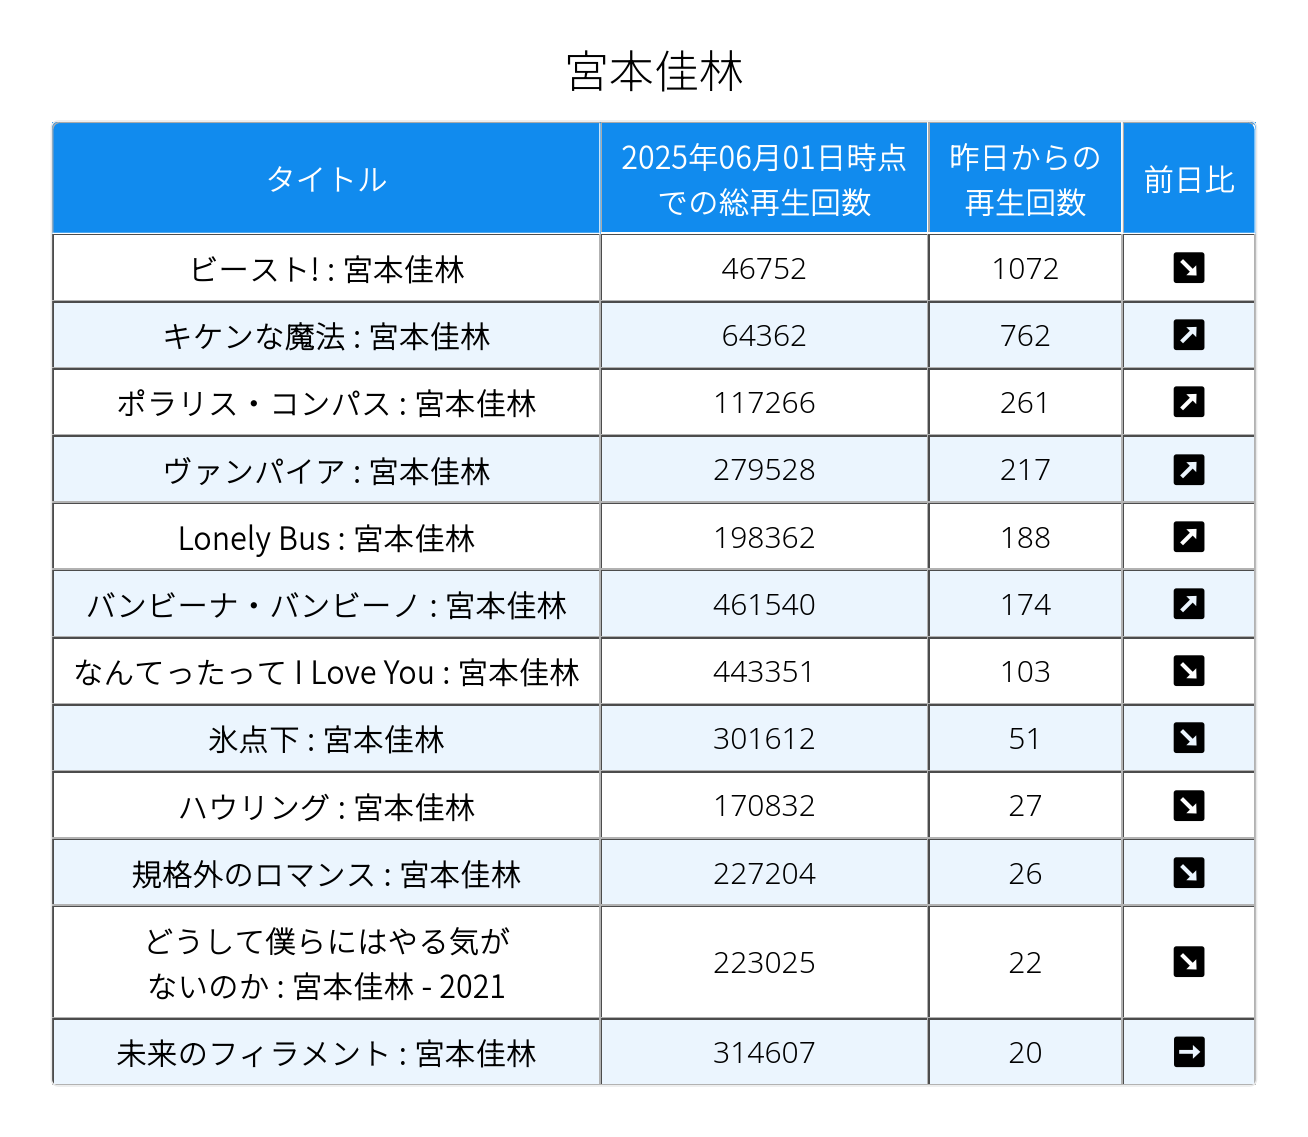 宮本佳林
タイトル
2025年06月01日時点
での総再生回数
昨日からの
再生回数
前日比
ビースト! : 宮本佳林 46752 1072 ↘
キケンな魔法 : 宮本佳林 64362 762 ↗
ポラリス・コンパス : 宮本佳林 117266 261 ↗
ヴァンパイア : 宮本佳林 279528 217 ↗
Lonely Bus : 宮本佳林 198362 188 ↗
バンビーナ・バンビーノ : 宮本佳林 461540 174 ↗
なんてったって I Love You : 宮本佳林 443351 103 ↘
氷点下 : 宮本佳林 301612 51 ↘
ハウリング : 宮本佳林 170832 27 ↘
規格外のロマンス : 宮本佳林 227204 26 ↘
どうして僕らにはやる気が
ないのか : 宮本佳林 - 2021 223025 22 ↘
未来のフィラメント : 宮本佳林 314607 20 →